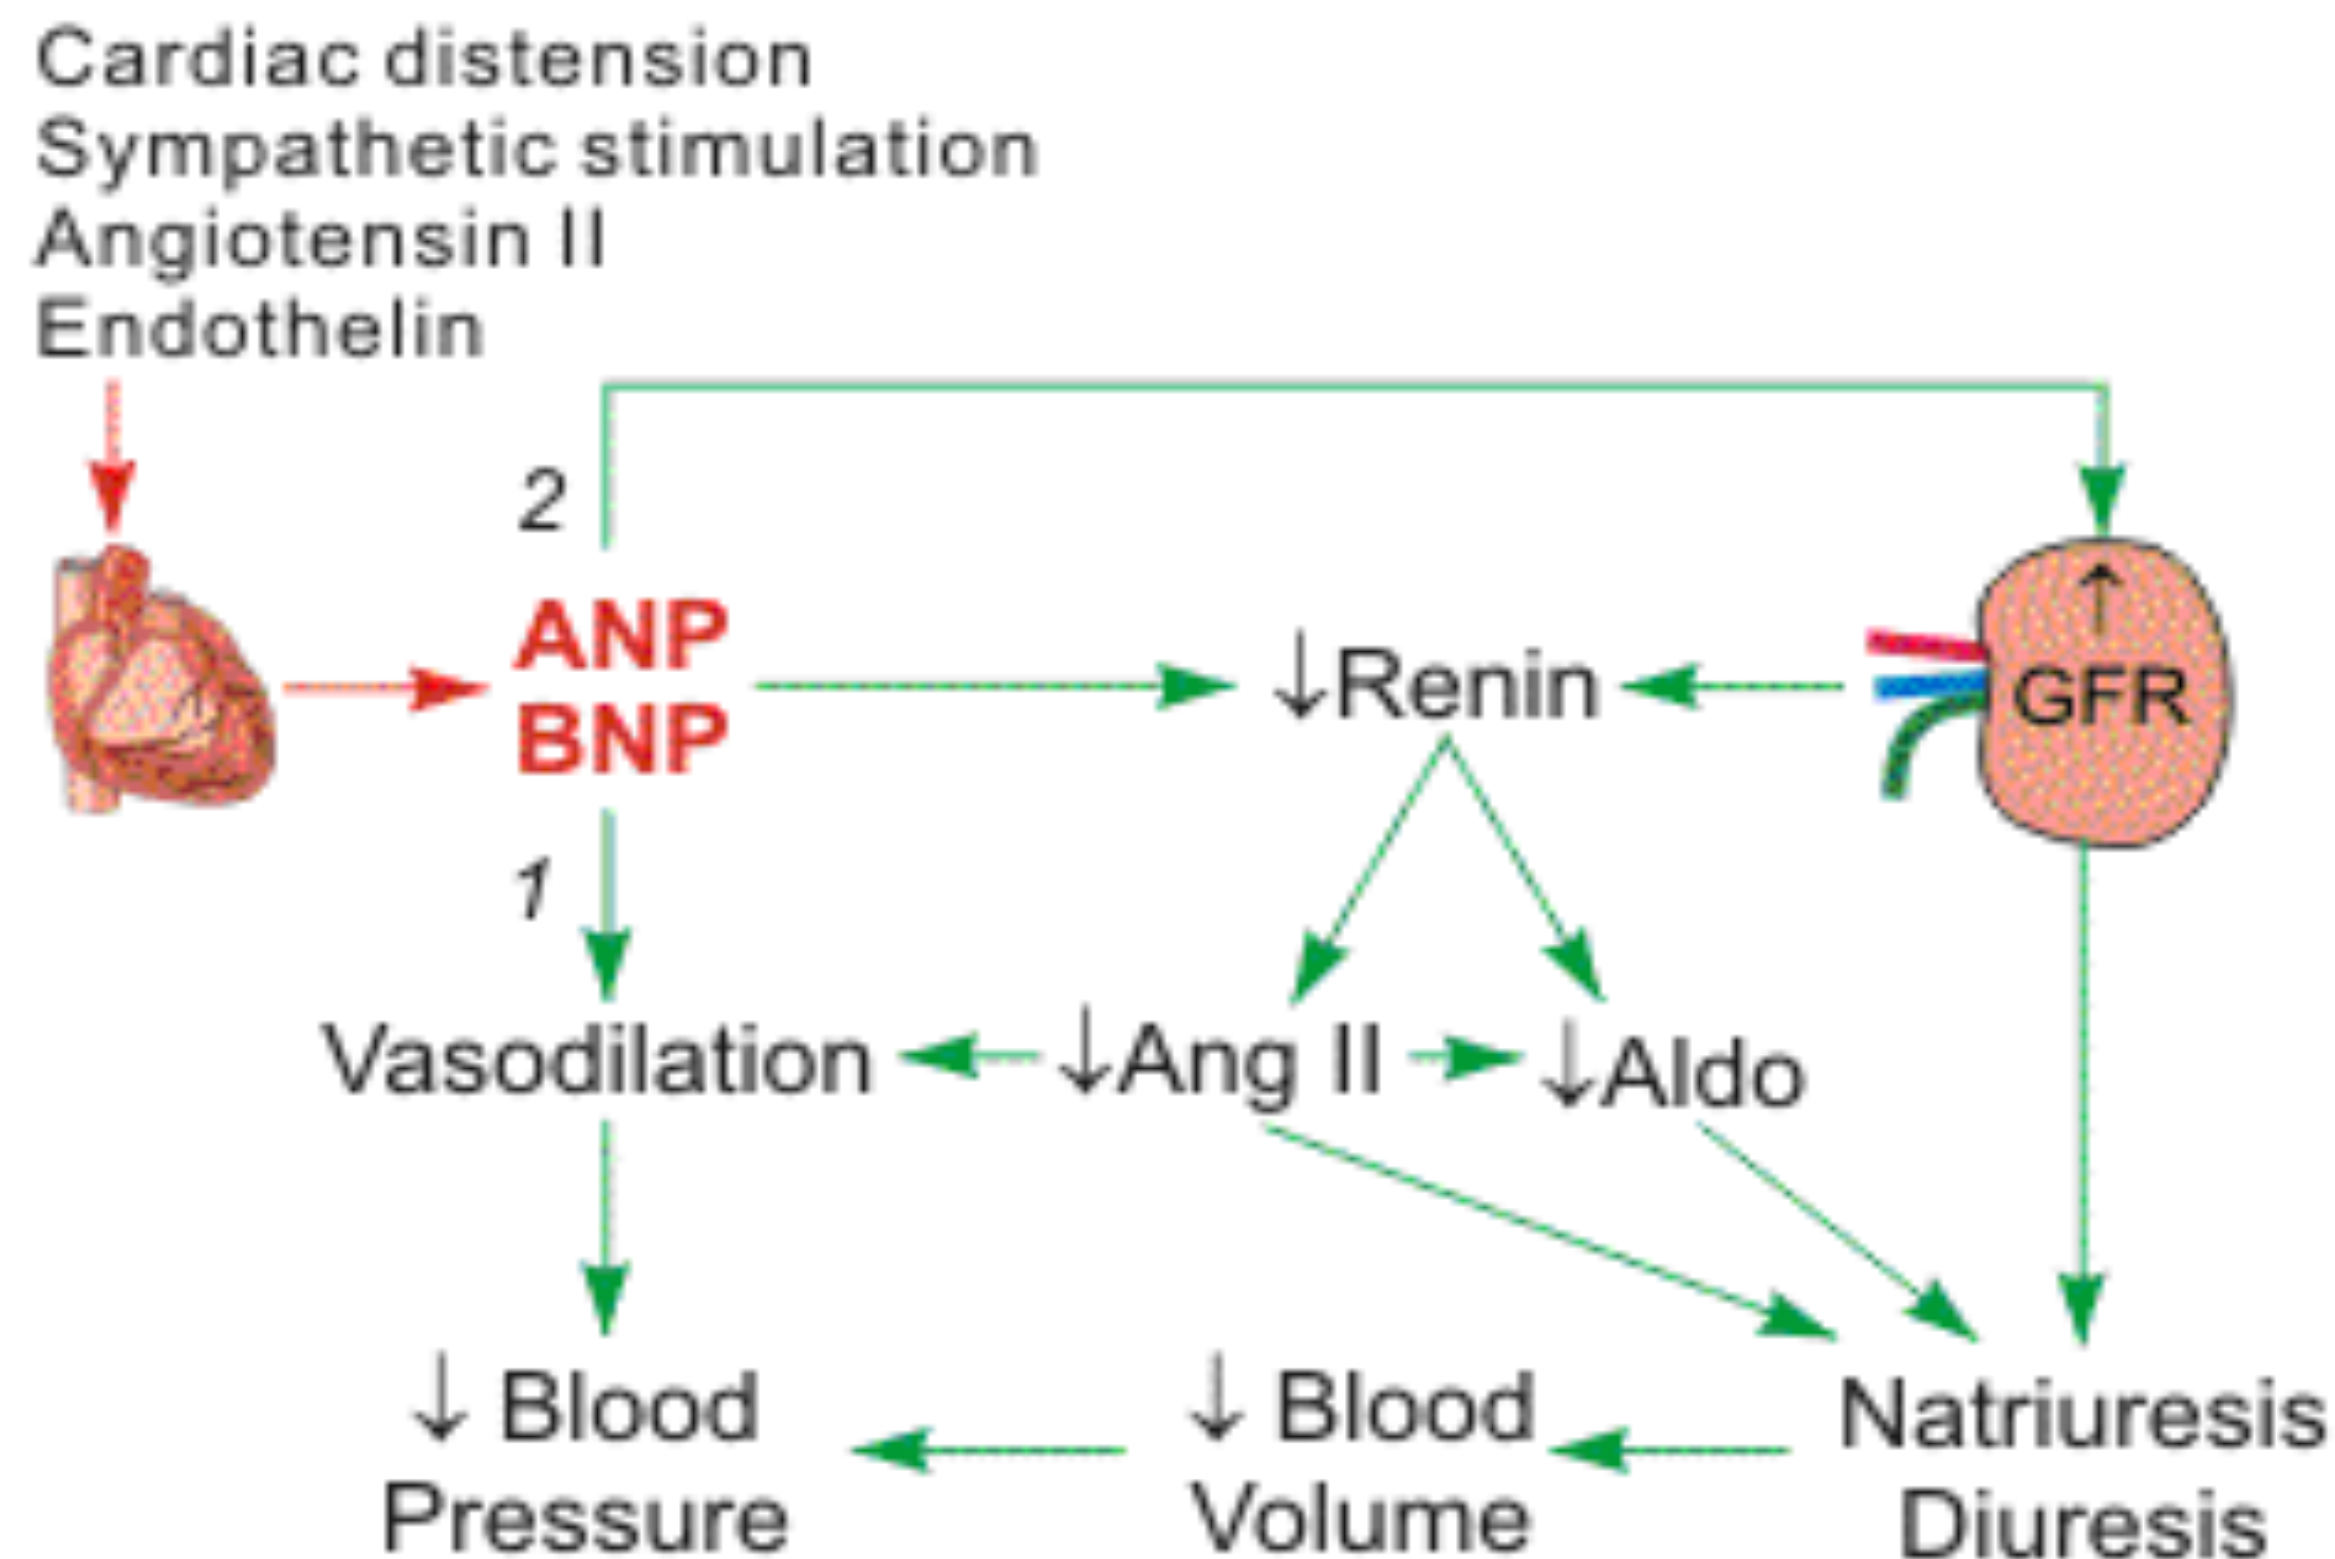 Cardiac distension
Sympathetic stimulation
Angiotensin II
Endothelin
2
ANP
BNP
↓Renin
↑
GFR
1
Vasodilation
↓Ang II
↓Aldo
↓ Blood
Pressure
↓ Blood
Volume
Natriuresis
Diuresis